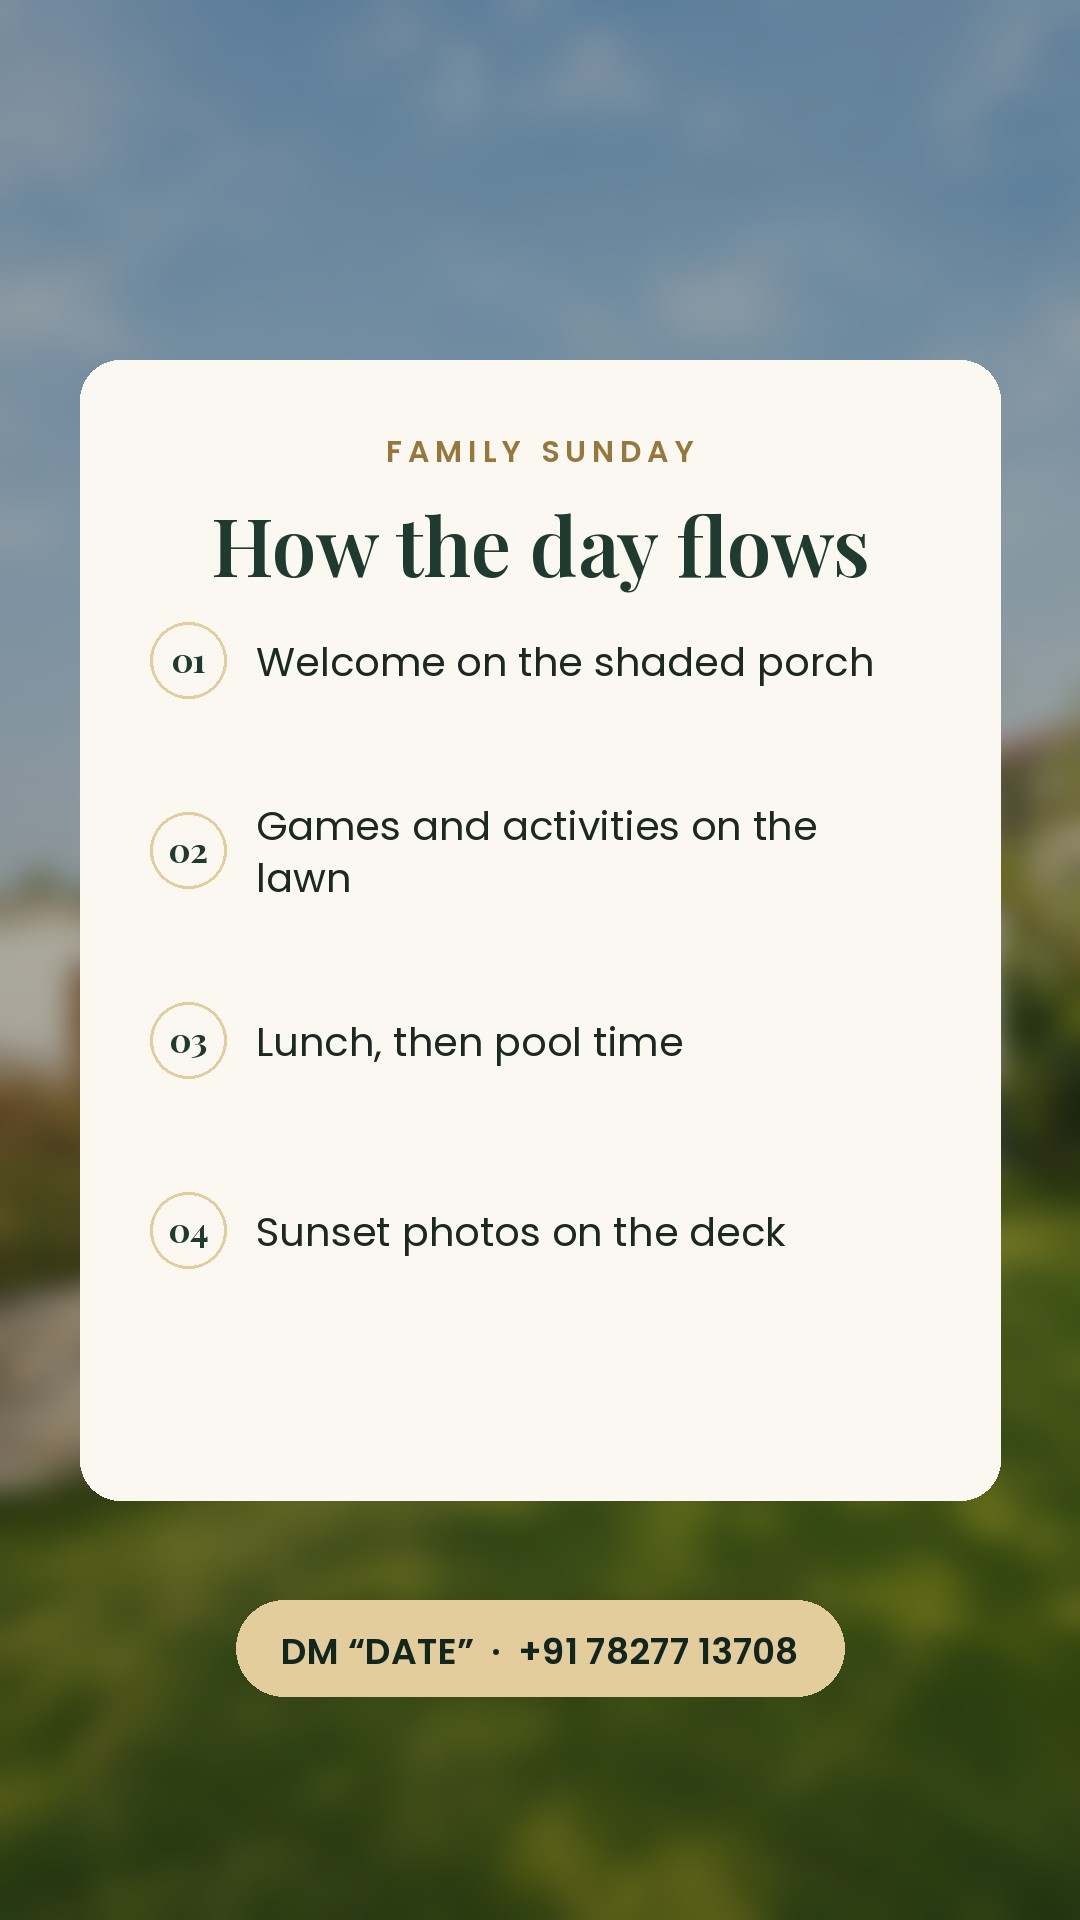 FAMILY SUNDAY
How the day flows
01 Welcome on the shaded porch
02 Games and activities on the
lawn
03 Lunch, then pool time
04 Sunset photos on the deck
DM “DATE” · +91 78277 13708